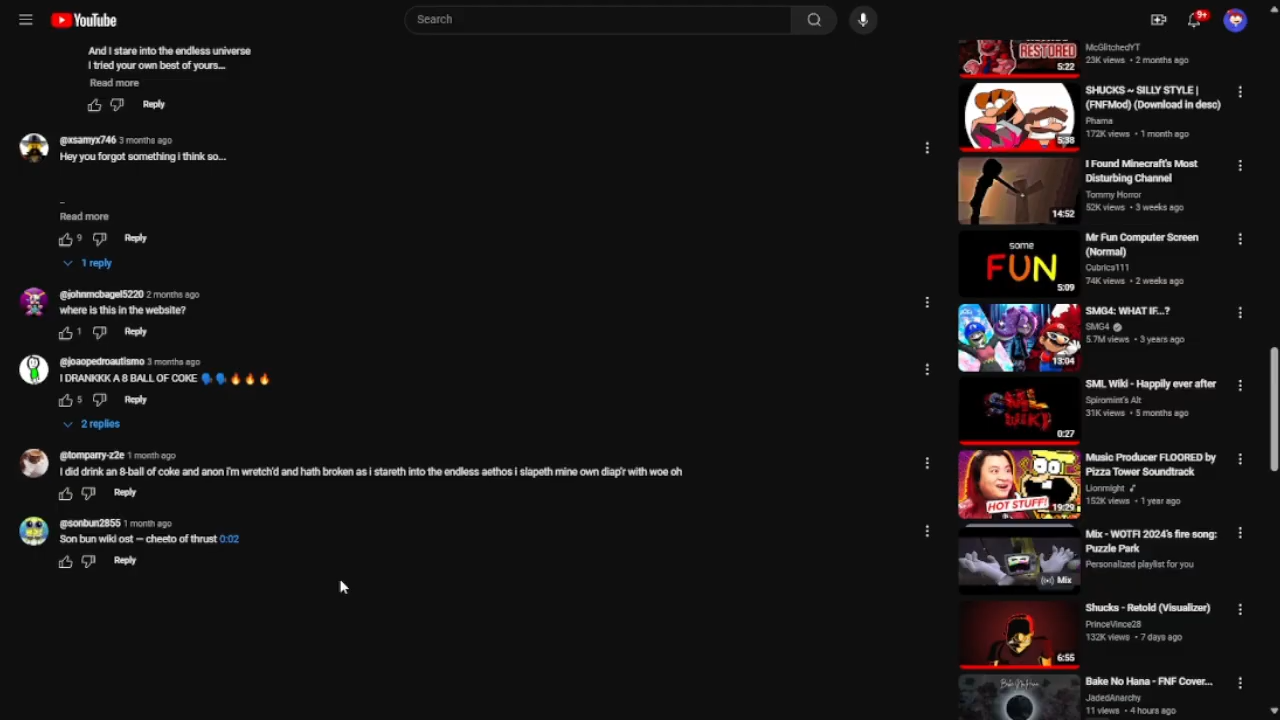 YouTube
Search
9+
And I stare into the endless universe
I tried your own best of yours...
Read more
Reply
@xsamyx746 3 months ago
Hey you forgot something i think so...
_
Read more
9 Reply
1 reply
@johnmcbagel5220 2 months ago
where is this in the website?
1 Reply
@joaopedroautismo 3 months ago
I DRANKKK A 8 BALL OF COKE 🗣️🗣️🔥🔥🔥
5 Reply
2 replies
@tomparry-z2e 1 month ago
I did drink an 8-ball of coke and anon i'm wretch'd and hath broken as i stareth into the endless aethos i slapeth mine own diap'r with woe oh
Reply
@sonbun2855 1 month ago
Son bun wiki ost – cheeto of thrust 0:02
Reply
RESTORED
5:22
McGlitchedYT
23K views • 2 months ago
5:38
SHUCKS ~ SILLY STYLE |
(FNFMod) (Download in desc)
Phama
172K views • 1 month ago
14:52
I Found Minecraft's Most
Disturbing Channel
Tommy Horror
52K views • 3 weeks ago
some
FUN
5:09
Mr Fun Computer Screen
(Normal)
Cubrics111
74K views • 2 weeks ago
13:04
SMG4: WHAT IF...?
SMG4
5.7M views • 3 years ago
WIKI
0:27
SML Wiki - Happily ever after
Spiromint's Alt
31K views • 5 months ago
HOT STUFF!
19:29
Music Producer FLOORED by
Pizza Tower Soundtrack
Lionmight
152K views • 1 year ago
Mix
Mix - WOTFI 2024's fire song:
Puzzle Park
Personalized playlist for you
6:55
Shucks - Retold (Visualizer)
PrinceVince28
132K views • 7 days ago
Bake No Hana
Bake No Hana - FNF Cover...
JadedAnarchy
11 views • 4 hours ago